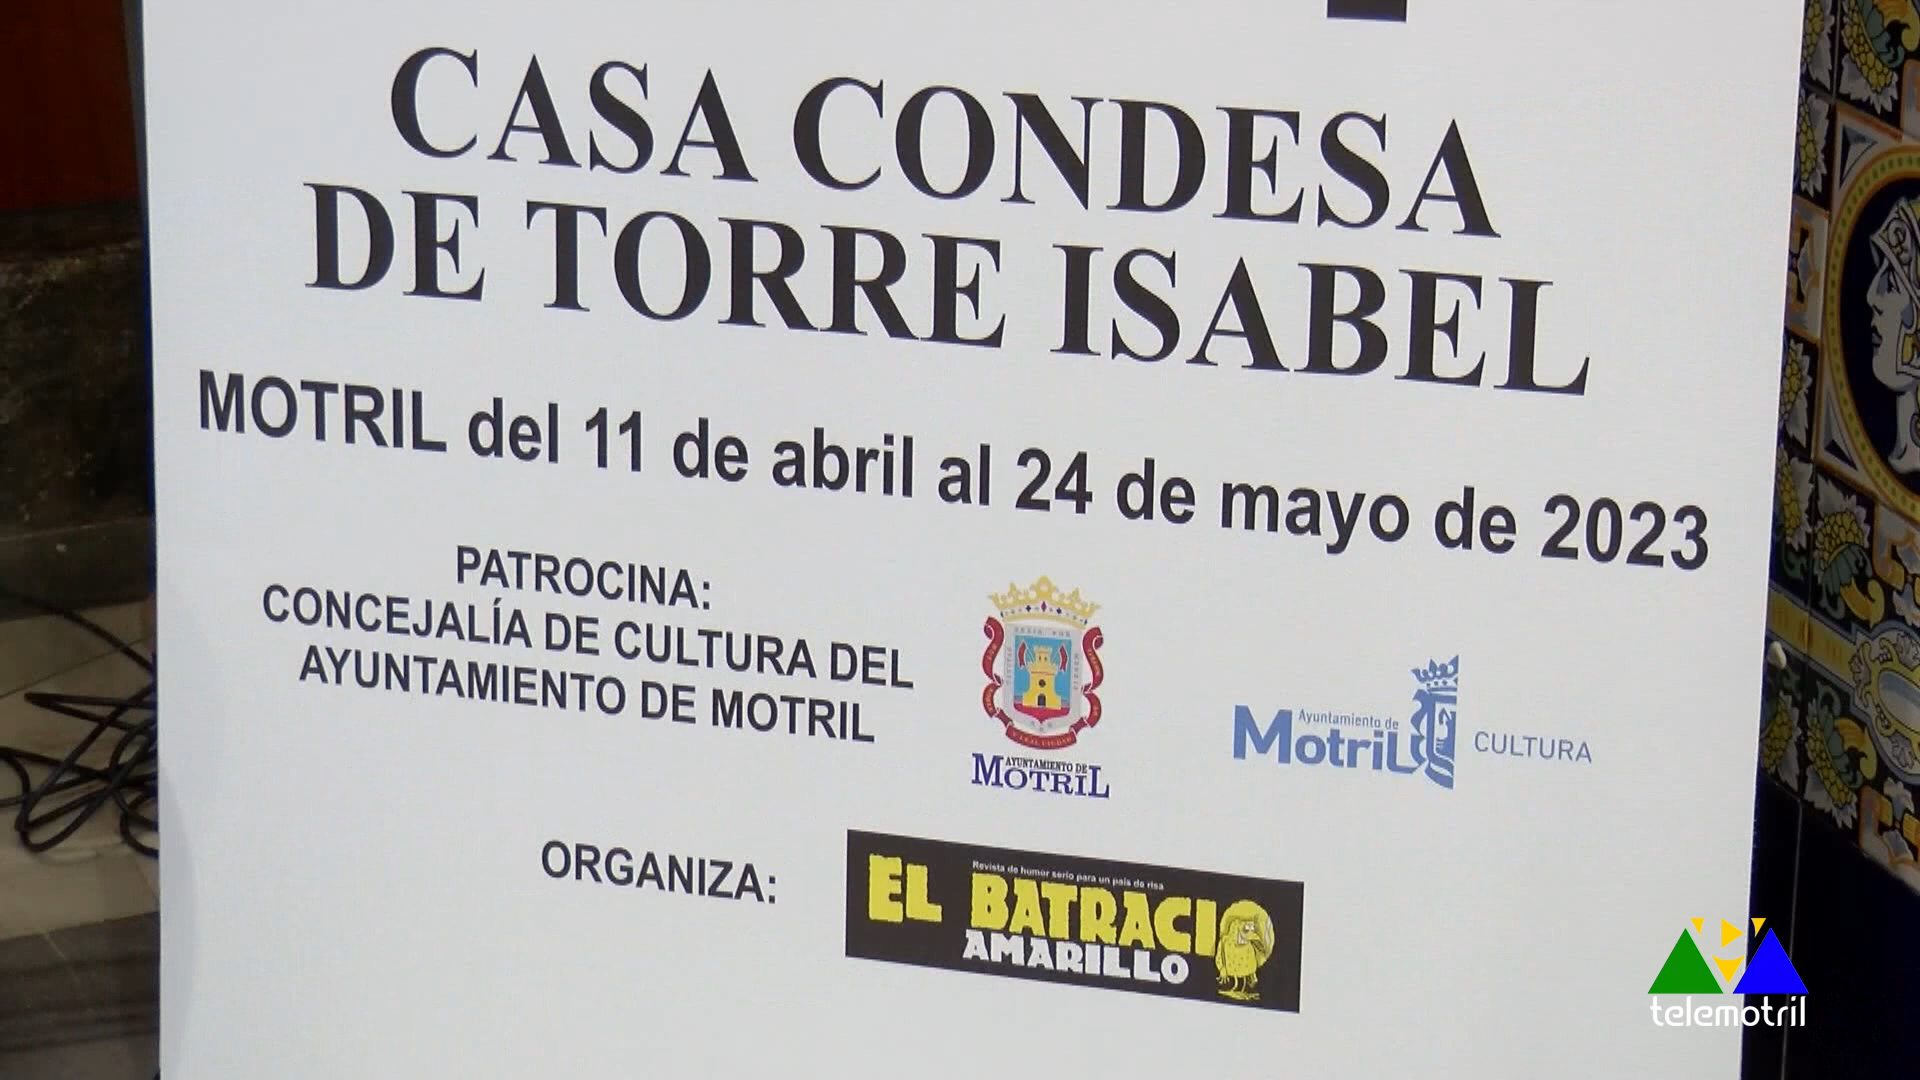 CASA CONDESA
DE TORRE ISABEL
MOTRIL del 11 de abril al 24 de mayo de 2023
PATROCINA:
CONCEJALÍA DE CULTURA DEL
AYUNTAMIENTO DE MOTRIL
AYUNTAMIENTO DE
MOTRIL
Ayuntamiento de
Motril
CULTURA
ORGANIZA:
Revista de humor serio para un país de risa
EL BATRACIO
AMARILLO
telemotril